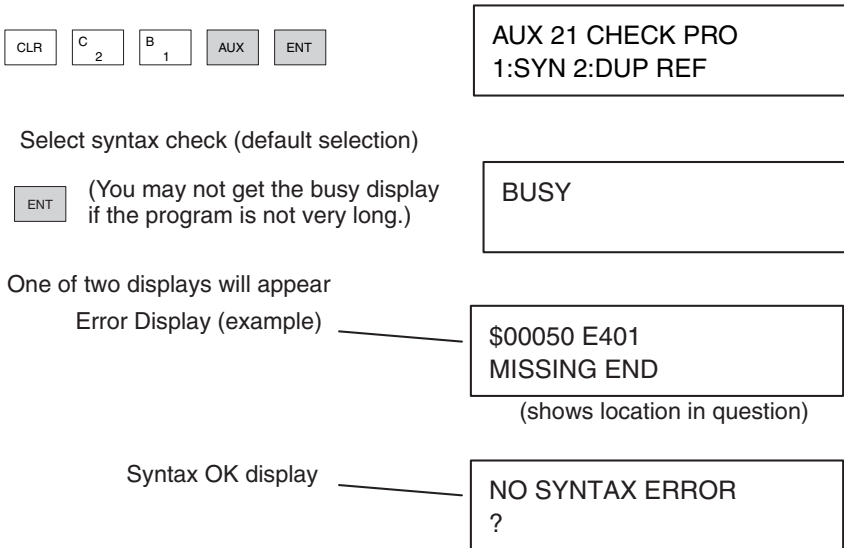 CLR C 2 B 1 AUX ENT
AUX 21 CHECK PRO
1:SYN 2:DUP REF
Select syntax check (default selection)
ENT
(You may not get the busy display
if the program is not very long.)
BUSY
One of two displays will appear
Error Display (example)
$00050 E401
MISSING END
(shows location in question)
Syntax OK display
NO SYNTAX ERROR
?